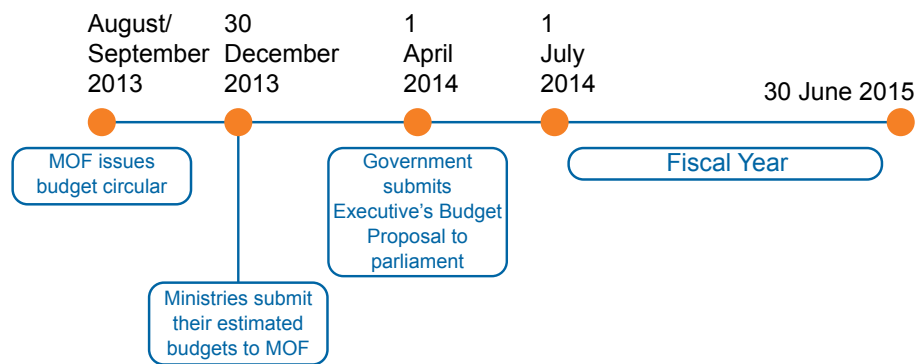 August/
September
2013
30
December
2013
1
April
2014
1
July
2014
30 June 2015
MOF issues
budget circular
Government
submits
Executive's Budget
Proposal to
parliament
Fiscal Year
Ministries submit
their estimated
budgets to MOF